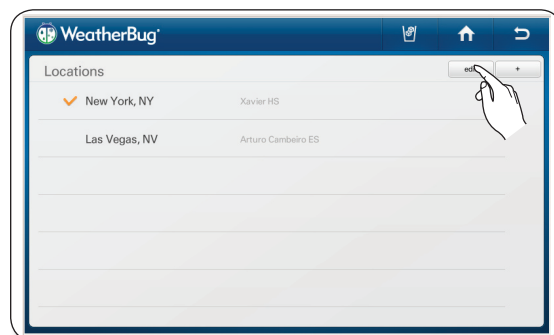 WeatherBug
Locations
+
New York, NY Xavier HS
Las Vegas, NV Arturo Cambeiro ES